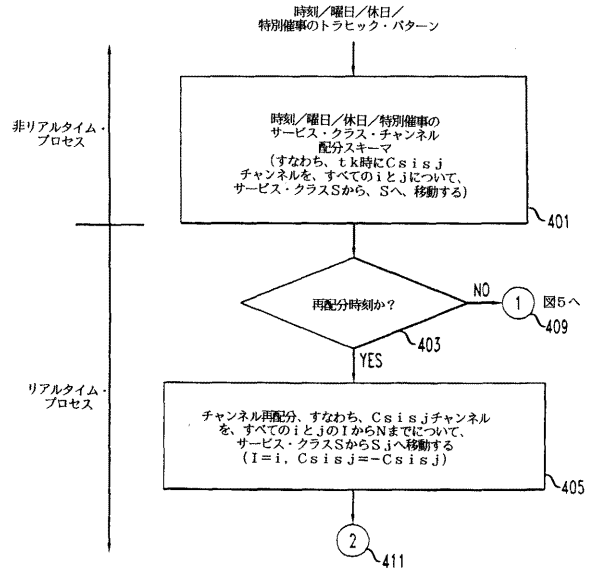 時刻／曜日／休日／
特別催事のトラヒック・パターン
非リアルタイム・
プロセス
時刻／曜日／休日／特別催事の
サービス・クラス・チャンネル
配分スキーマ
(すなわち、ｔｋ時にＣｓｉｓｊ
チャンネルを、すべてのｉとｊについて、
サービス・クラスＳから、Ｓへ、移動する)
401
再配分時刻か？
NO
1
図５へ
409
403
YES
リアルタイム・
プロセス
チャンネル再配分、すなわち、Ｃｓｉｓｊチャンネル
を、すべてのｉとｊのＩからＮまでについて、
サービス・クラスＳからＳｊへ移動する
(Ｉ＝ｉ，Ｃｓｉｓｊ＝－Ｃｓｉｓｊ)
405
2
411